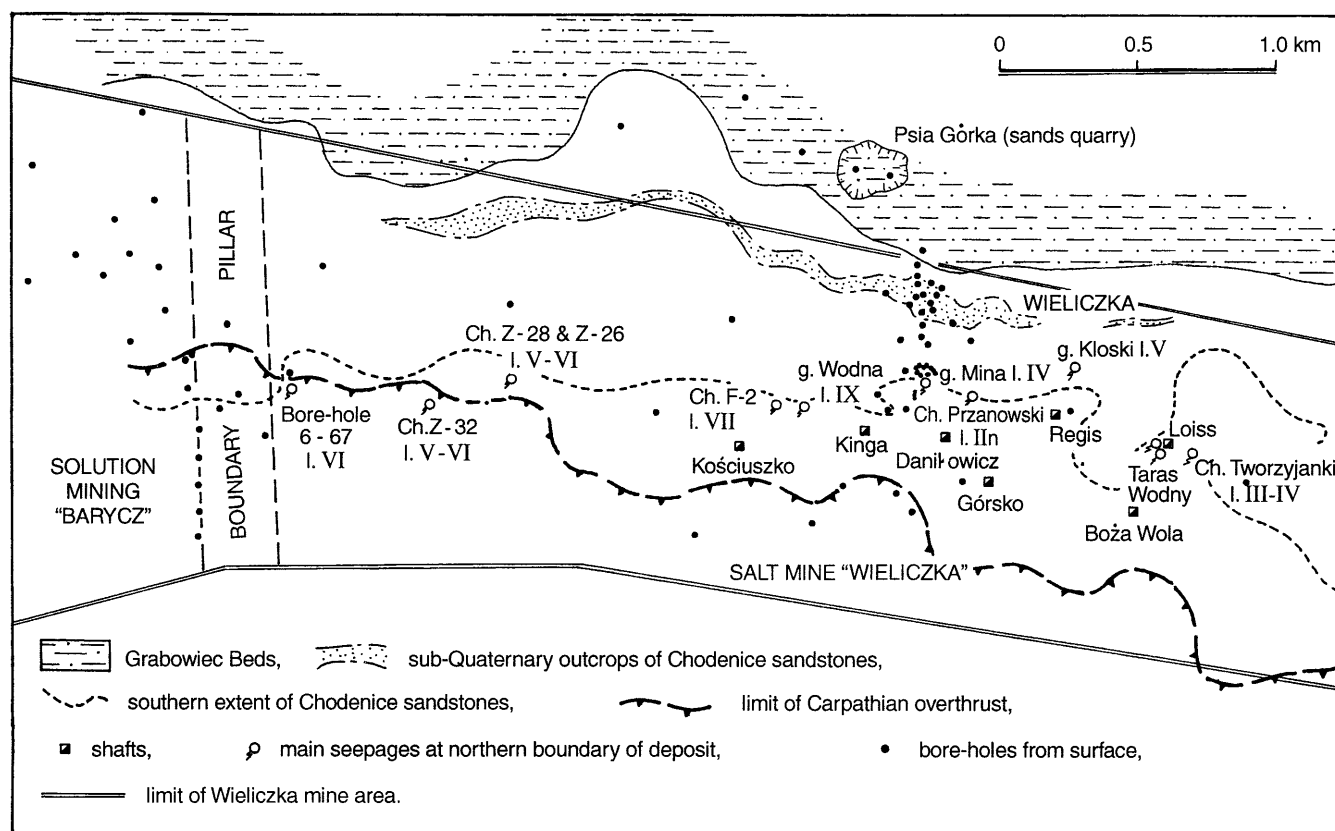 0 0.5 1.0 km
Psia Górka (sands quarry)
PILLAR
BOUNDARY
WIELICZKA
Ch. Z-28 & Z-26
l. V-VI
g. Kloski l.V
g. Wodna
l. IX
g. Mina l. IV
Ch. F-2
l. VII
Ch. Przanowski
l. IIn
Bore-hole
6-67
l. VI
Ch.Z-32
l. V-VI
Regis
Loiss
Kinga
Kościuszko
Daniłowicz
Górsko
Taras
Wodny
Ch. Tworzyjanki
l. III-IV
Boża Wola
SOLUTION
MINING
"BARYCZ"
SALT MINE "WIELICZKA"
Grabowiec Beds, sub-Quaternary outcrops of Chodenice sandstones,
southern extent of Chodenice sandstones, limit of Carpathian overthrust,
shafts, main seepages at northern boundary of deposit, bore-holes from surface,
limit of Wieliczka mine area.